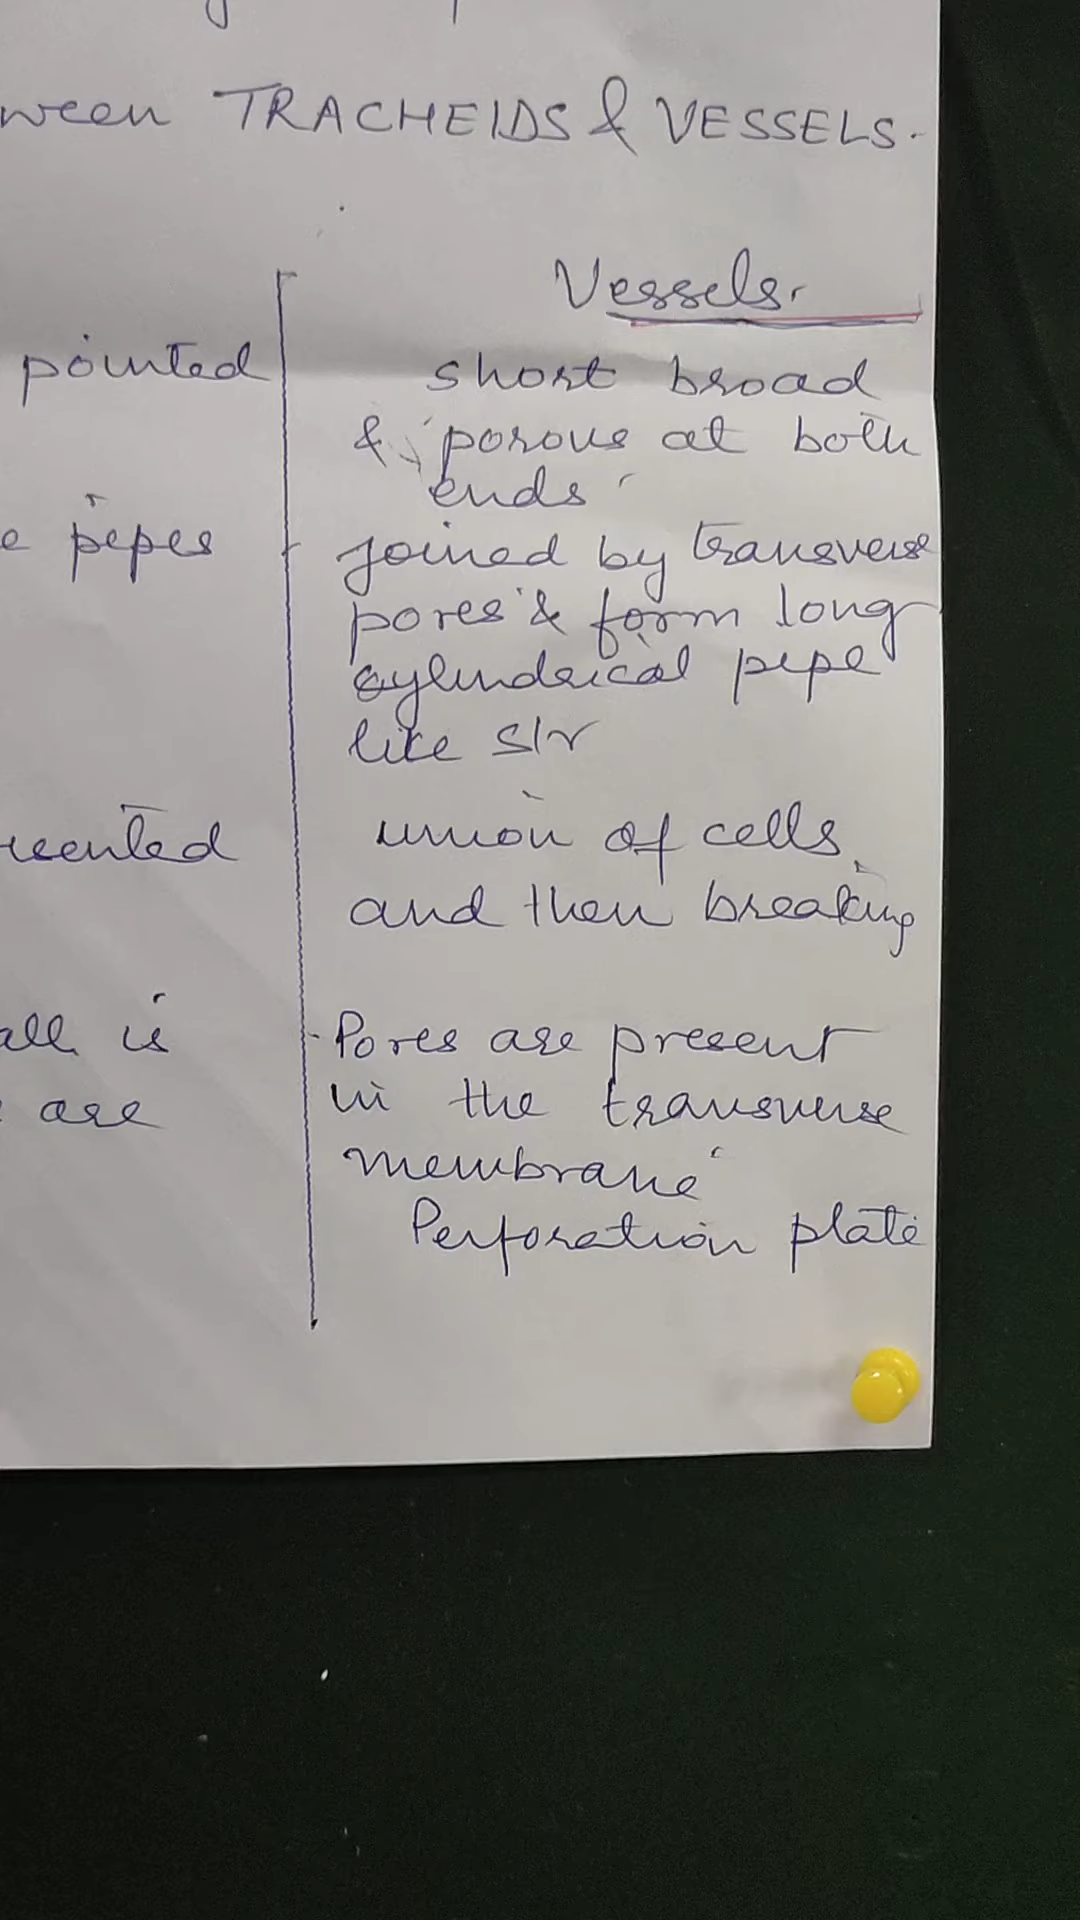 ween TRACHEIDS & VESSELS.
Vessels.
pointed
short broad
& porous at both
ends
e pipes
joined by transverse
pores & form long
cylinderical pipe
like S/r
union of cells
and then breaking
all is
Pores are present
are
in the transverse
membrane
Perforation plate